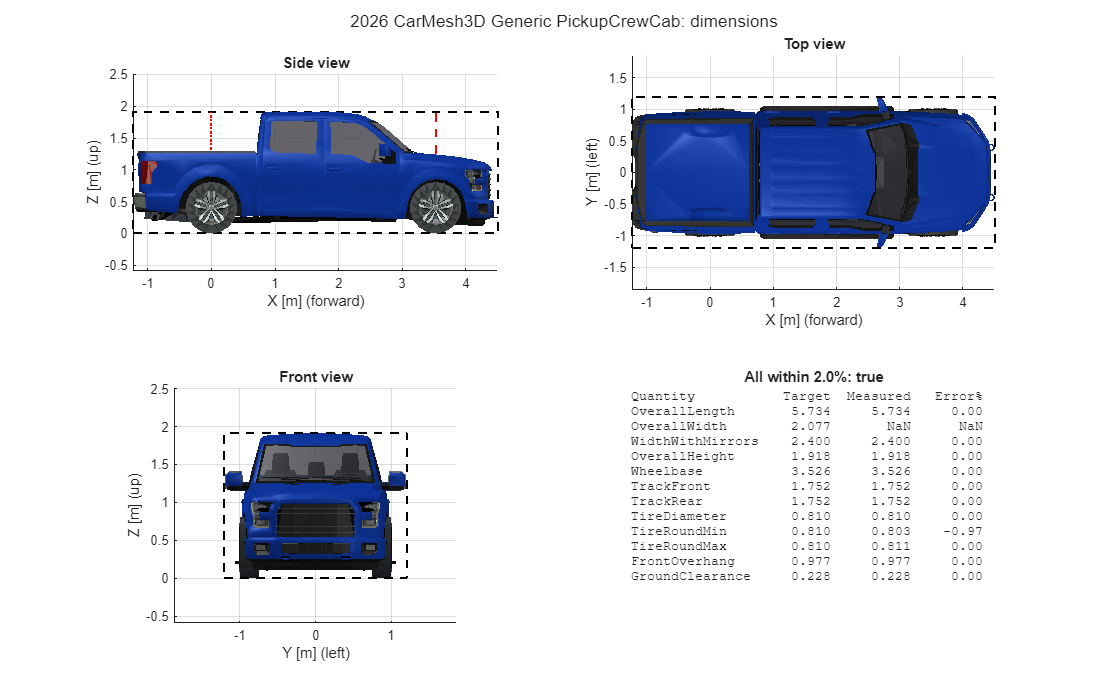 2026 CarMesh3D Generic PickupCrewCab: dimensions
Side view
2.5
2
1.5
1
0.5
0
-0.5
Z [m] (up)
-1 0 1 2 3 4
X [m] (forward)
Top view
1.5
1
0.5
0
-0.5
-1
-1.5
Y [m] (left)
-1 0 1 2 3 4
X [m] (forward)
Front view
2.5
2
1.5
1
0.5
0
-0.5
Z [m] (up)
-1 0 1
Y [m] (left)
All within 2.0%: true
Quantity Target Measured Error%
OverallLength 5.734 5.734 0.00
OverallWidth 2.077 NaN NaN
WidthWithMirrors 2.400 2.400 0.00
OverallHeight 1.918 1.918 0.00
Wheelbase 3.526 3.526 0.00
TrackFront 1.752 1.752 0.00
TrackRear 1.752 1.752 0.00
TireDiameter 0.810 0.810 0.00
TireRoundMin 0.810 0.803 -0.97
TireRoundMax 0.810 0.811 0.00
FrontOverhang 0.977 0.977 0.00
GroundClearance 0.228 0.228 0.00